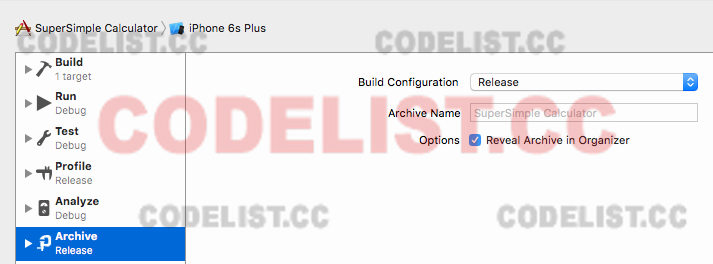 SuperSimple Calculator iPhone 6s Plus
CODELIST.CC CODELIST.CC
Build
1 target
Run
Debug
Test
Debug
Profile
Release
Analyze
Debug
Archive
Release
Build Configuration Release
Archive Name SuperSimple Calculator
Options Reveal Archive in Organizer
CODELIST.CC
CODELIST.CC CODELIST.CC